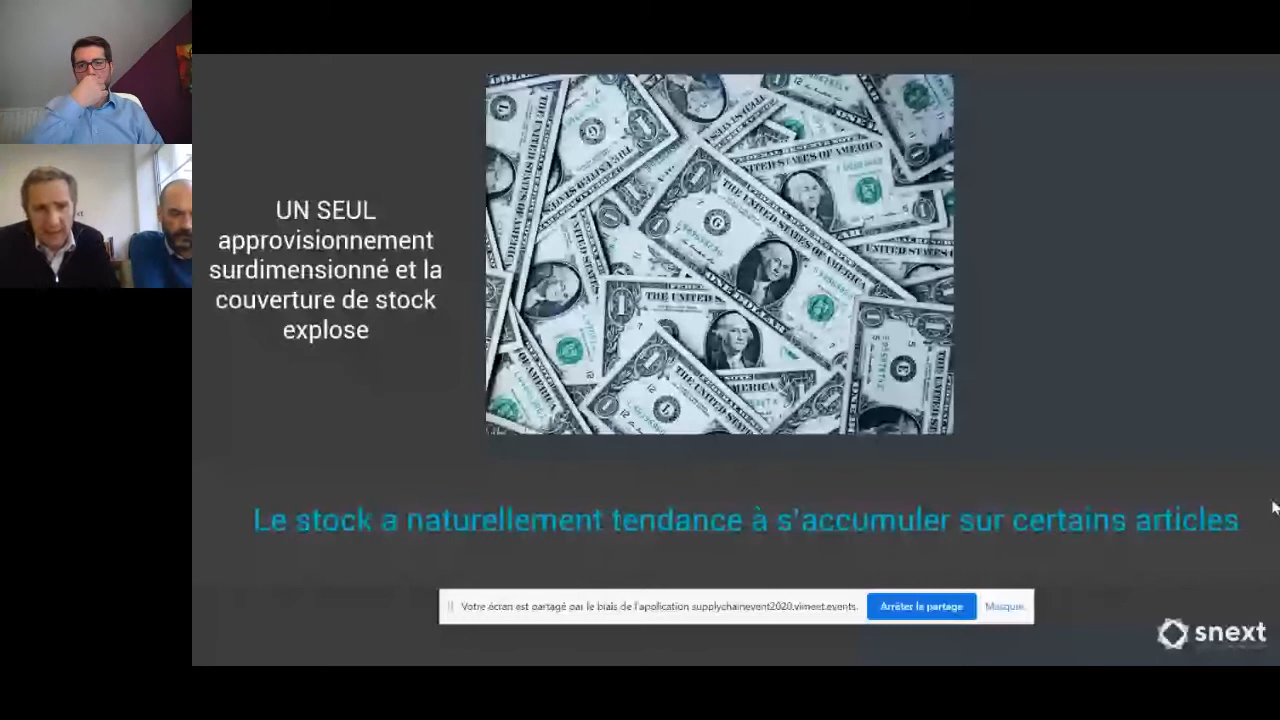 UN SEUL
approvisionnement
surdimensionné et la
couverture de stock
explose
Le stock a naturellement tendance à s'accumuler sur certains articles
Votre écran est partagé par le biais de l'application supplychainevent2020.vimeet.events.
Arrêter le partage
Masquer
snext